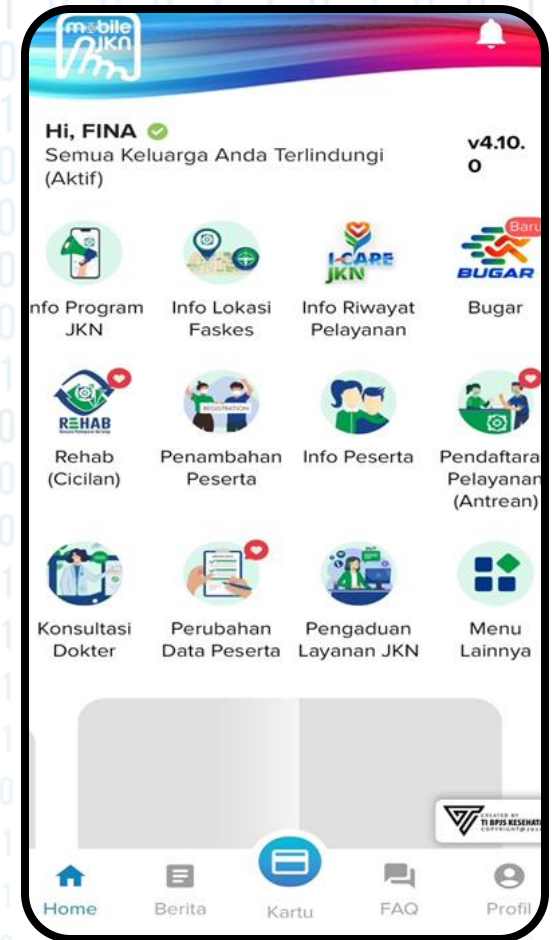 mobile
JKN
Hi, FINA
Semua Keluarga Anda Terlindungi
(Aktif)
v4.10.
0
Baru
I-CARE
JKN
BUGAR
nfo Program
JKN
Info Lokasi
Faskes
Info Riwayat
Pelayanan
Bugar
REHAB
REGISTRATION
Rehab
(Cicilan)
Penambahan
Peserta
Info Peserta
Pendaftara
Pelayanan
(Antrean)
Konsultasi
Dokter
Perubahan
Data Peserta
Pengaduan
Layanan JKN
Menu
Lainnya
CREATED BY
TI BPJS KESEHAT
Home
Berita
Kartu
FAQ
Profil